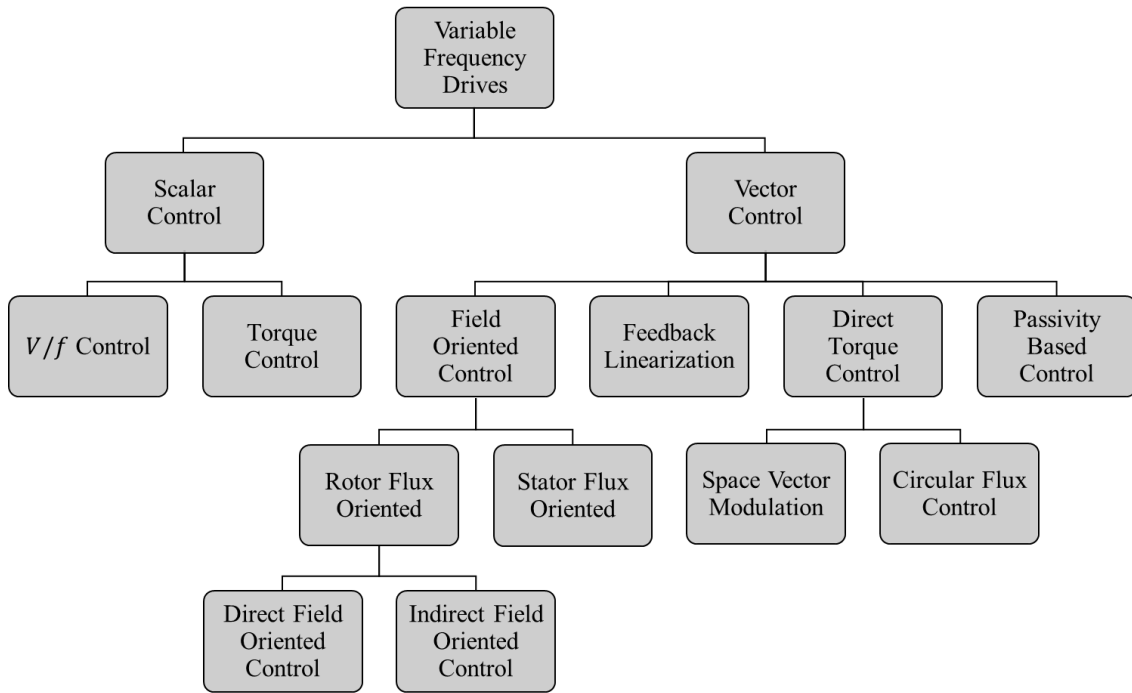 Variable
Frequency
Drives
Scalar
Control
Vector
Control
V/f Control
Torque
Control
Field
Oriented
Control
Feedback
Linearization
Direct
Torque
Control
Passivity
Based
Control
Rotor Flux
Oriented
Stator Flux
Oriented
Space Vector
Modulation
Circular Flux
Control
Direct Field
Oriented
Control
Indirect Field
Oriented
Control